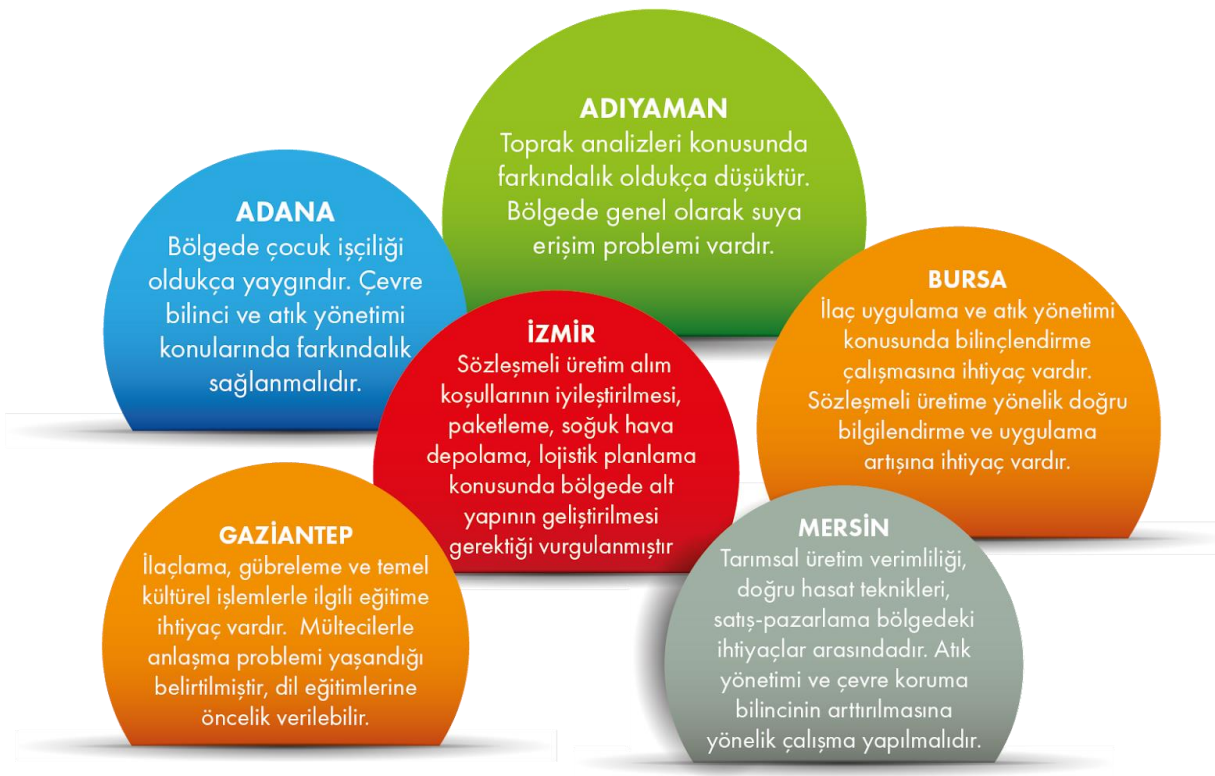 ADIYAMAN
Toprak analizleri konusunda
farkındalık oldukça düşüktür.
Bölgede genel olarak suya
erişim problemi vardır.
ADANA
Bölgede çocuk işçiliği
oldukça yaygındır. Çevre
bilinci ve atık yönetimi
konularında farkındalık
sağlanmalıdır.
BURSA
İlaç uygulama ve atık yönetimi
konusunda bilinçlendirme
çalışmasına ihtiyaç vardır.
Sözleşmeli üretime yönelik doğru
bilgilendirme ve uygulama
artışına ihtiyaç vardır.
İZMİR
Sözleşmeli üretim alım
koşullarının iyileştirilmesi,
paketleme, soğuk hava
depolama, lojistik planlama
konusunda bölgede alt
yapının geliştirilmesi
gerektiği vurgulanmıştır
GAZİANTEP
İlaçlama, gübreleme ve temel
kültürel işlemlerle ilgili eğitime
ihtiyaç vardır. Mültecilerle
anlaşma problemi yaşandığı
belirtilmiştir, dil eğitimlerine
öncelik verilebilir.
MERSİN
Tarımsal üretim verimliliği,
doğru hasat teknikleri,
satış-pazarlama bölgedeki
ihtiyaçlar arasındadır. Atık
yönetimi ve çevre koruma
bilincinin arttırılmasına
yönelik çalışma yapılmalıdır.